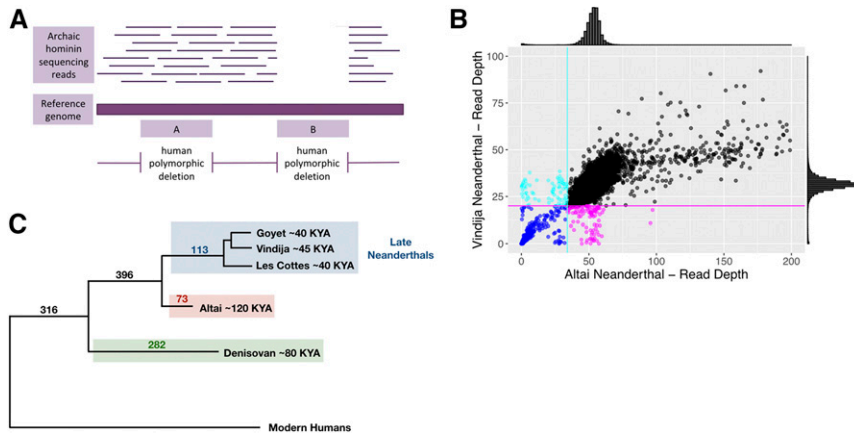 A
Archaic
hominin
sequencing
reads
Reference
genome
A
B
human
polymorphic
deletion
human
polymorphic
deletion
B
Vindija Neanderthal – Read Depth
100
75
50
25
0
0
50
100
150
200
Altai Neanderthal – Read Depth
C
Goyet ~40 KYA
Vindija ~45 KYA
Les Cottes ~40 KYA
113
Late
Neanderthals
396
73
Altai ~120 KYA
316
282
Denisovan ~80 KYA
Modern Humans